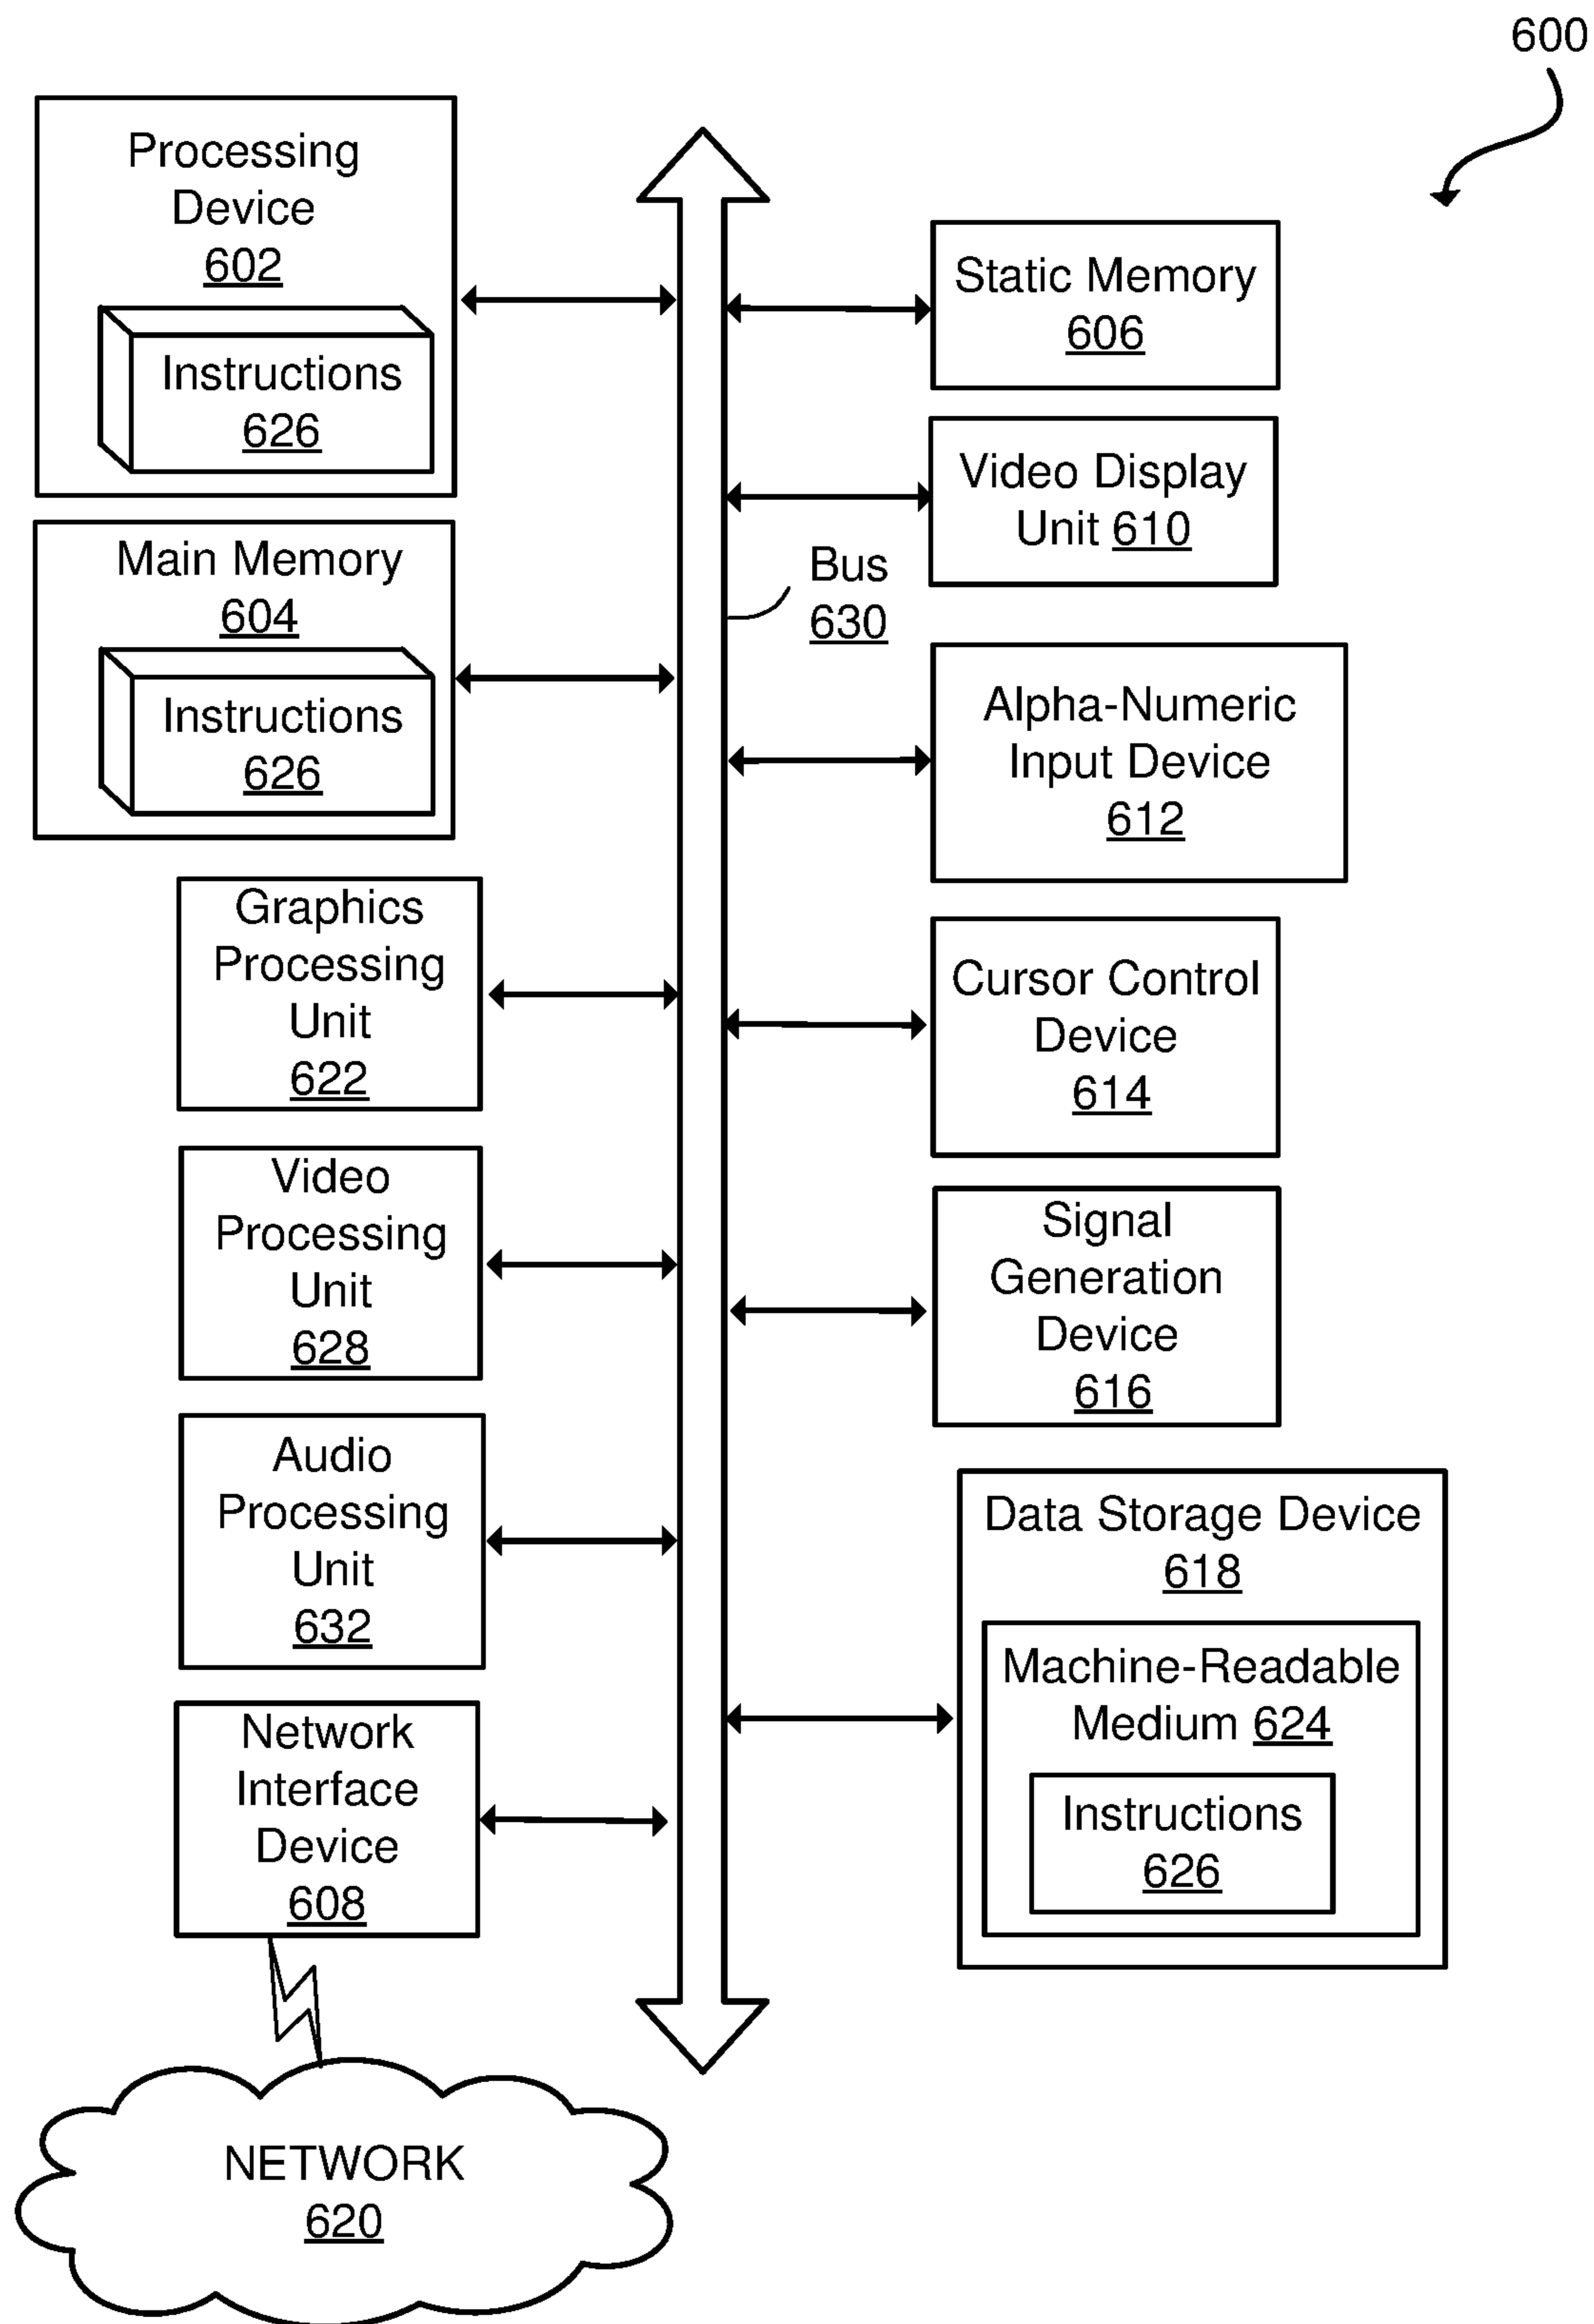 600
Processing
Device
602
Instructions
626
Main Memory
604
Instructions
626
Graphics
Processing
Unit
622
Video
Processing
Unit
628
Audio
Processing
Unit
632
Network
Interface
Device
608
NETWORK
620
Bus
630
Static Memory
606
Video Display
Unit 610
Alpha-Numeric
Input Device
612
Cursor Control
Device
614
Signal
Generation
Device
616
Data Storage Device
618
Machine-Readable
Medium 624
Instructions
626